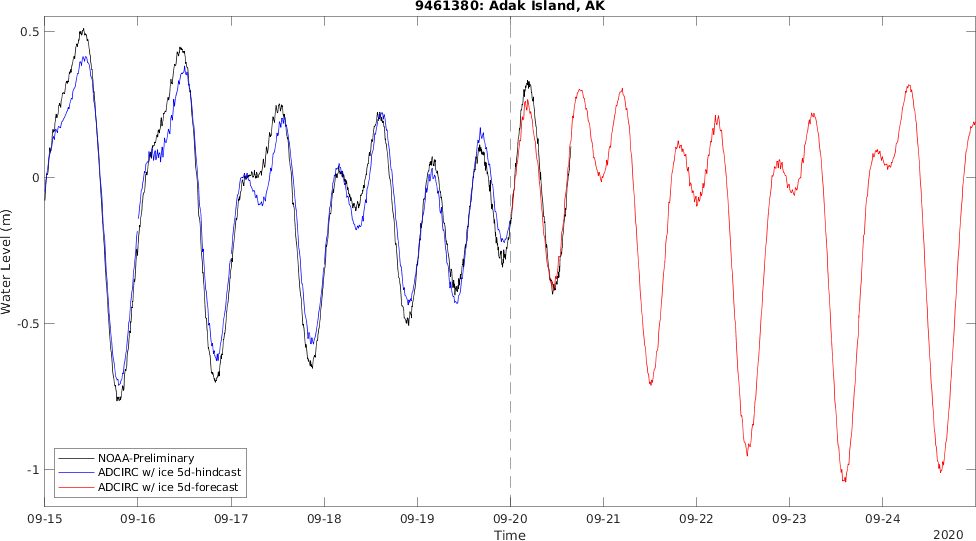 9461380: Adak Island, AK
0.5
0
-0.5
-1
Water Level (m)
NOAA-Preliminary
ADCIRC w/ ice 5d-hindcast
ADCIRC w/ ice 5d-forecast
09-15 09-16 09-17 09-18 09-19 09-20 09-21 09-22 09-23 09-24
Time
2020